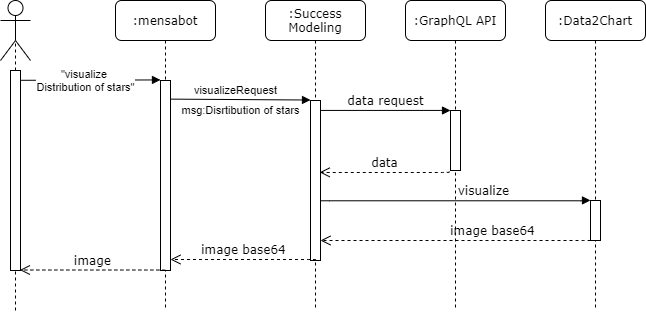 :mensabot
:Success
Modeling
:GraphQL API
:Data2Chart
"visualize
Distribution of stars"
visualizeRequest
msg:Disrtibution of stars
data request
data
visualize
image base64
image base64
image